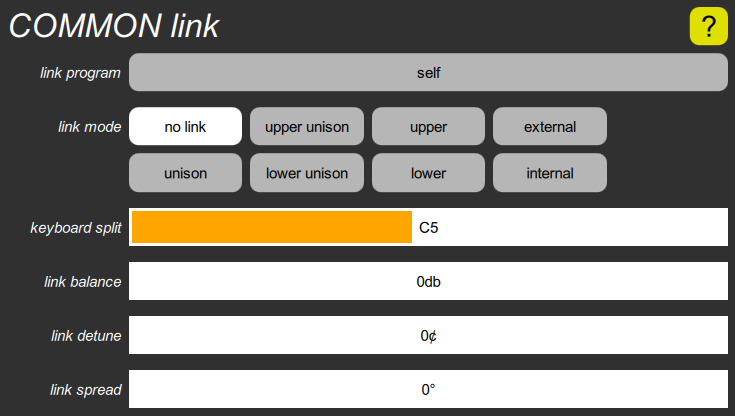 COMMON link ?
link program self
link mode no link upper unison upper external
unison lower unison lower internal
keyboard split C5
link balance 0db
link detune 0¢
link spread 0°